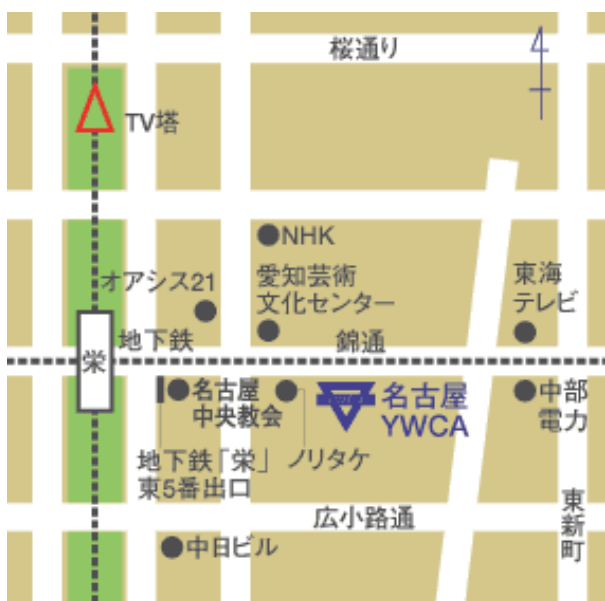 桜通り
TV塔
NHK
オアシス21
愛知芸術
文化センター
東海
テレビ
地下鉄
錦通
栄
名古屋
中央教会
名古屋
YWCA
中部
電力
地下鉄「栄」
東5番出口
ノリタケ
広小路通
東新町
中日ビル